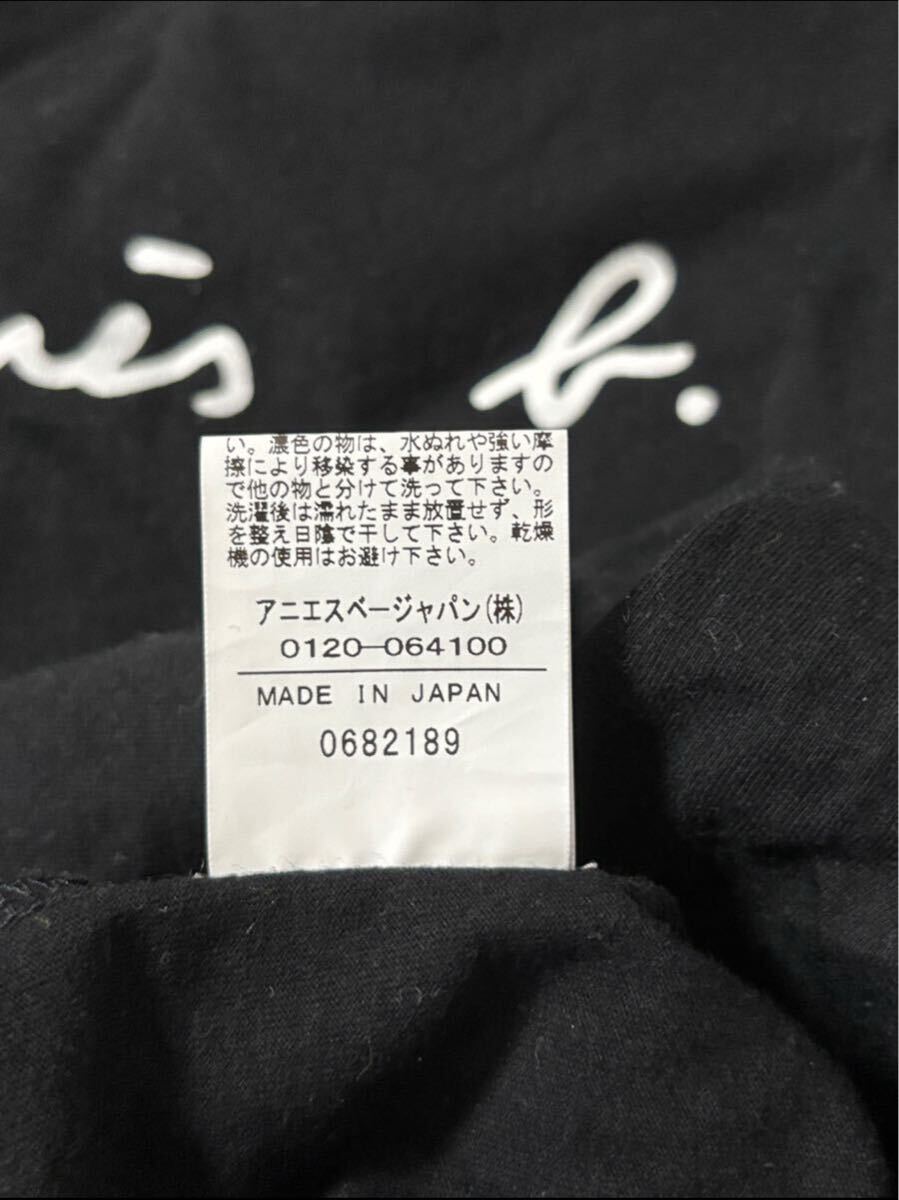 ès b.
い。濃色の物は、水ぬれや強い摩
擦により移染する事がありますの
で他の物と分けて洗って下さい。
洗濯後は濡れたまま放置せず、形
を整え日陰で干して下さい。乾燥
機の使用はお避け下さい。
アニエスベージャパン(株)
0120-064100
MADE IN JAPAN
0682189